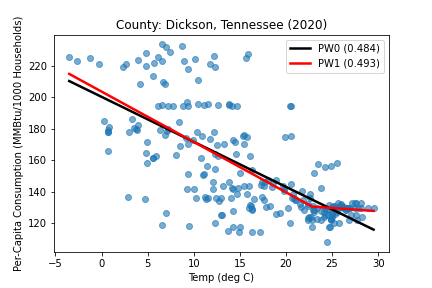 County: Dickson, Tennessee (2020)
PW0 (0.484)
PW1 (0.493)
Per-Capita Consumption (MMBtu/1000 Households)
220
200
180
160
140
120
−5 0 5 10 15 20 25 30
Temp (deg C)